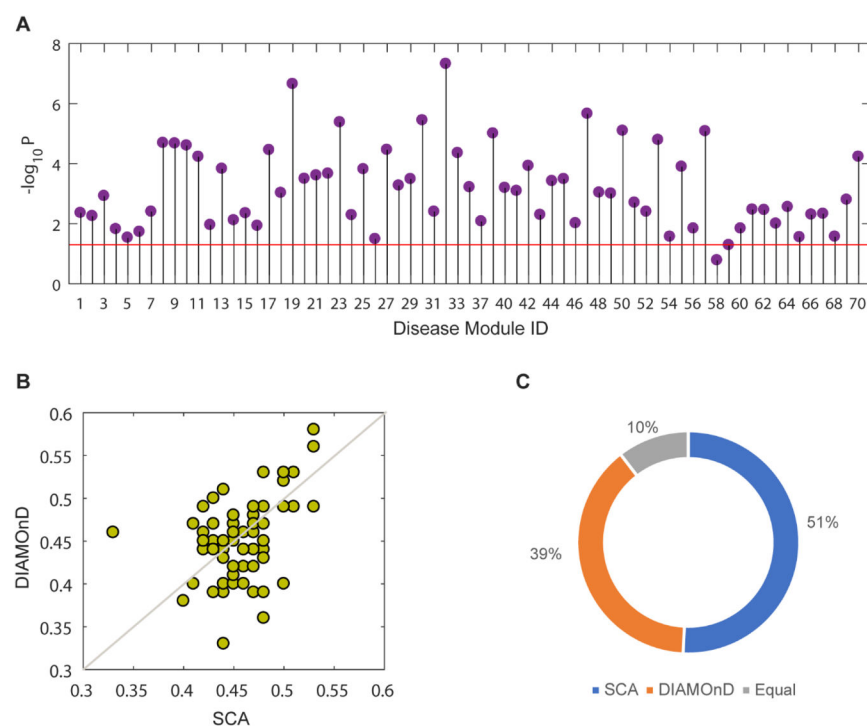 A
8
6
4
2
0
-log10 P
1 3 5 7 9 11 13 15 17 19 21 23 25 27 29 31 33 37 40 42 44 46 48 50 52 54 56 58 60 62 64 66 68 70
Disease Module ID
B
0.6
0.55
0.5
0.45
0.4
0.35
0.3
DIAMOnD
0.3 0.35 0.4 0.45 0.5 0.55 0.6
SCA
C
10%
51%
39%
SCA DIAMOnD Equal